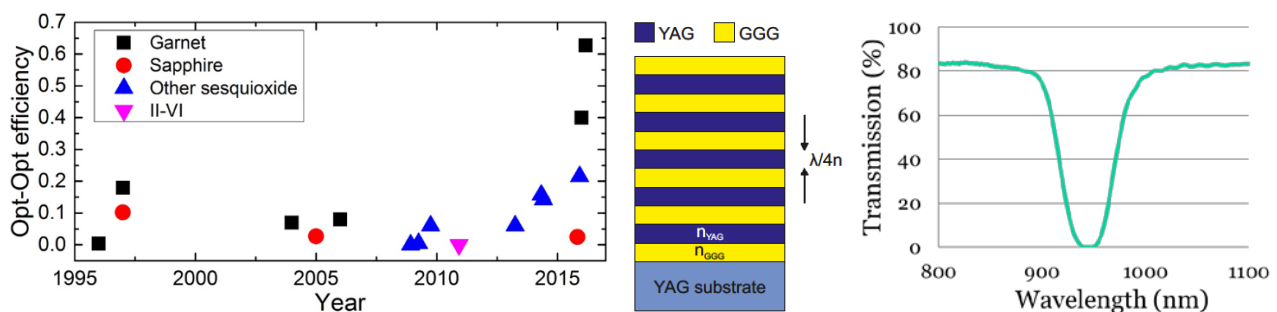 Opt-Opt efficiency
0.7
0.6
0.5
0.4
0.3
0.2
0.1
0.0
Garnet
Sapphire
Other sesquioxide
II-VI
1995
2000
2005
2010
2015
Year
YAG
GGG
λ/4n
nYAG
nGGG
YAG substrate
Transmission (%)
100
80
60
40
20
0
800
900
1000
1100
Wavelength (nm)